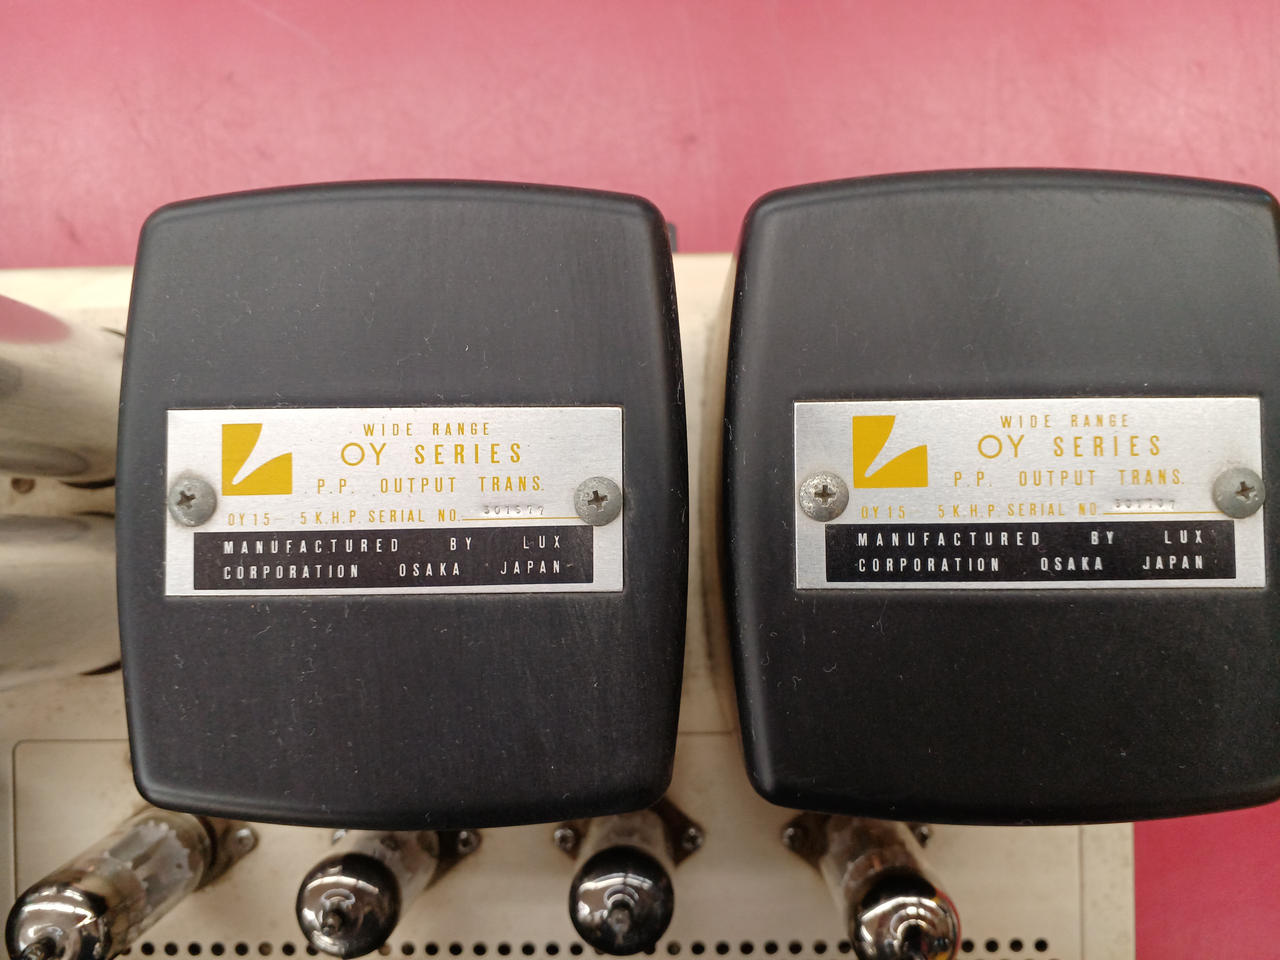 WIDE RANGE
OY SERIES
P.P. OUTPUT TRANS.
OY15 5K.H.P. SERIAL NO. 301577
MANUFACTURED BY LUX
CORPORATION OSAKA JAPAN
WIDE RANGE
OY SERIES
P.P. OUTPUT TRANS.
OY15 5K.H.P. SERIAL NO.
MANUFACTURED BY LUX
CORPORATION OSAKA JAPAN